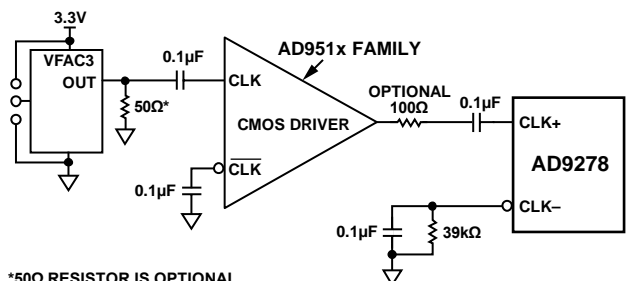 3.3V
VFAC3
OUT
0.1µF
50Ω*
AD951x FAMILY
CLK
CMOS DRIVER
CLK
0.1µF
OPTIONAL
100Ω
0.1µF
CLK+
AD9278
CLK–
0.1µF
39kΩ
*50Ω RESISTOR IS OPTIONAL